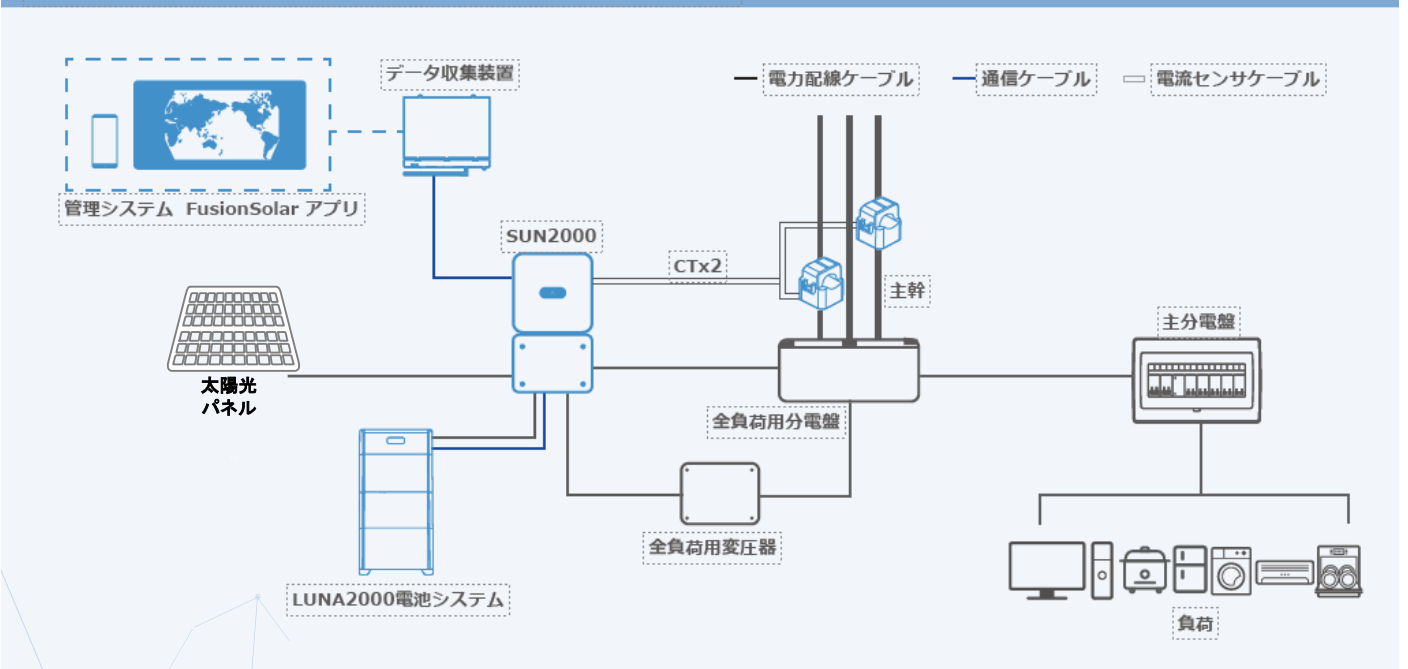 データ収集装置
電力配線ケーブル
通信ケーブル
電流センサケーブル
管理システム FusionSolar アプリ
SUN2000
CTx2
主幹
主分電盤
太陽光
パネル
全負荷用分電盤
全負荷用変圧器
LUNA2000電池システム
負荷